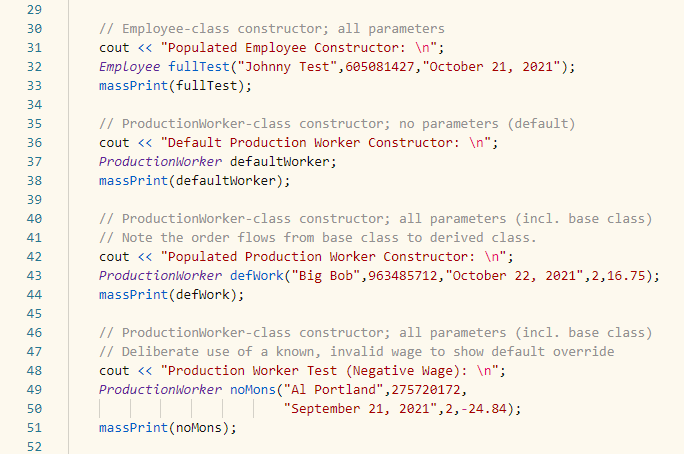 29
30 // Employee-class constructor; all parameters
31 cout << "Populated Employee Constructor: \n";
32 Employee fullTest("Johnny Test",605081427,"October 21, 2021");
33 massPrint(fullTest);
34
35 // ProductionWorker-class constructor; no parameters (default)
36 cout << "Default Production Worker Constructor: \n";
37 ProductionWorker defaultWorker;
38 massPrint(defaultWorker);
39
40 // ProductionWorker-class constructor; all parameters (incl. base class)
41 // Note the order flows from base class to derived class.
42 cout << "Populated Production Worker Constructor: \n";
43 ProductionWorker defWork("Big Bob",963485712,"October 22, 2021",2,16.75);
44 massPrint(defWork);
45
46 // ProductionWorker-class constructor; all parameters (incl. base class)
47 // Deliberate use of a known, invalid wage to show default override
48 cout << "Production Worker Test (Negative Wage): \n";
49 ProductionWorker noMons("Al Portland",275720172,
50 "September 21, 2021",2,-24.84);
51 massPrint(noMons);
52